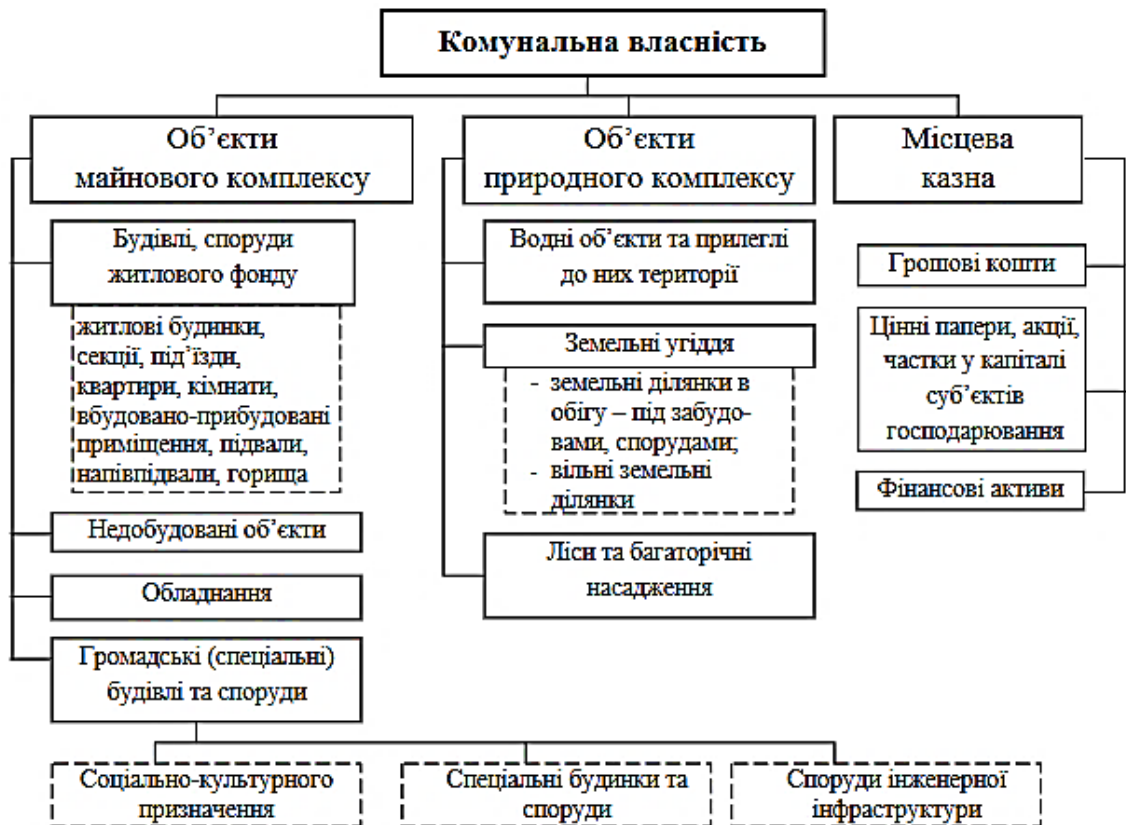 Комунальна власність
Об’єкти
майнового комплексу
Будівлі, споруди
житлового фонду
житлові будинки,
секції, під’їзди,
квартири, кімнати,
вбудовано-прибудовані
приміщення, підвали,
напівпідвали, горища
Недобудовані об’єкти
Обладнання
Громадські (спеціальні)
будівлі та споруди
Соціально-культурного
призначення
Спеціальні будинки та
споруди
Споруди інженерної
інфраструктури
Об’єкти
природного комплексу
Водні об’єкти та прилеглі
до них території
Земельні угіддя
- земельні ділянки в
обігу – під забудо-
вами, спорудами;
- вільні земельні
ділянки
Ліси та багаторічні
насадження
Місцева
казна
Грошові кошти
Цінні папери, акції,
частки у капіталі
суб’єктів
господарювання
Фінансові активи